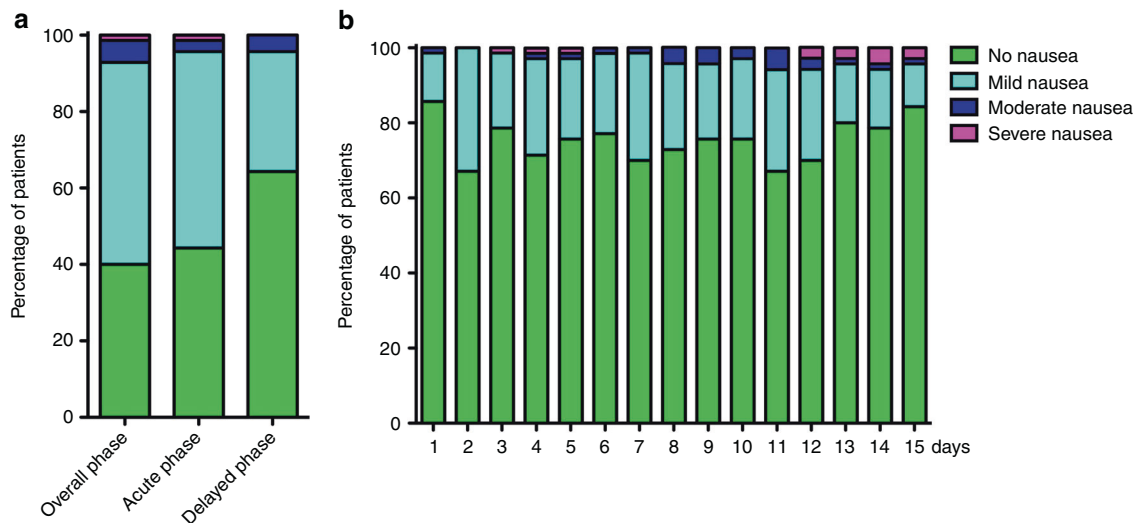 a
Percentage of patients
100
80
60
40
20
0
Overall phase
Acute phase
Delayed phase
b
Percentage of patients
100
80
60
40
20
0
1 2 3 4 5 6 7 8 9 10 11 12 13 14 15 days
No nausea
Mild nausea
Moderate nausea
Severe nausea